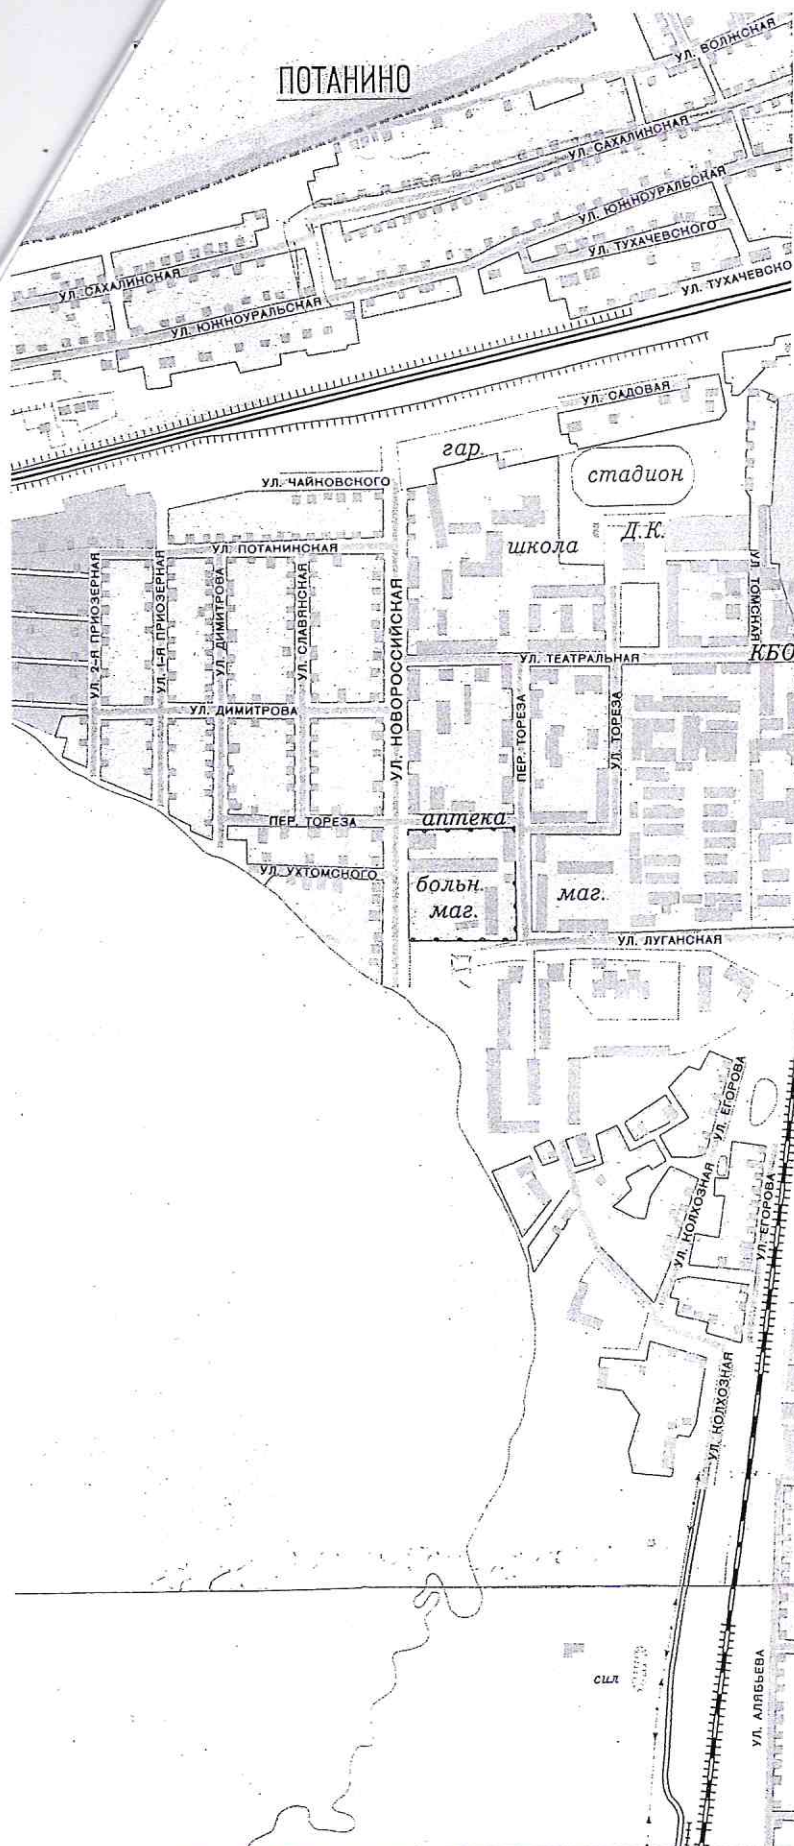 ПОТАНИНО
УЛ. ВОЛЖСКАЯ
УЛ. САХАЛИНСКАЯ
УЛ. ЮЖНОУРАЛЬСКАЯ
УЛ. ТУХАЧЕВСКОГО
УЛ. САХАЛИНСКАЯ
УЛ. ТУХАЧЕВСКО
УЛ. ЮЖНОУРАЛЬСКАЯ
УЛ. САДОВАЯ
гар.
стадион
УЛ. ЧАЙНОВСКОГО
Д.К.
школа
УЛ. ПОТАНИНСКАЯ
УЛ. 2-Я ПРИОЗЕРНАЯ
УЛ. 1-Я ПРИОЗЕРНАЯ
УЛ. ДИМИТРОВА
УЛ. СЛАВЯНСКАЯ
УЛ. НОВОРОССИЙСКАЯ
УЛ. ТОМСНАЯ
УЛ. ТЕАТРАЛЬНАЯ
КБО
УЛ. ДИМИТРОВА
ПЕР. ТОРЕЗА
УЛ. ТОРЕЗА
ПЕР. ТОРЕЗА
аптека
УЛ. УХТОМСКОГО
больн.
маг.
маг.
УЛ. ЛУГАНСКАЯ
УЛ. ЕГОРОВА
УЛ. КОЛХОЗНАЯ
УЛ. ЕГОРОВА
УЛ. КОЛХОЗНАЯ
сил
УЛ. АЛЯБЬЕВА